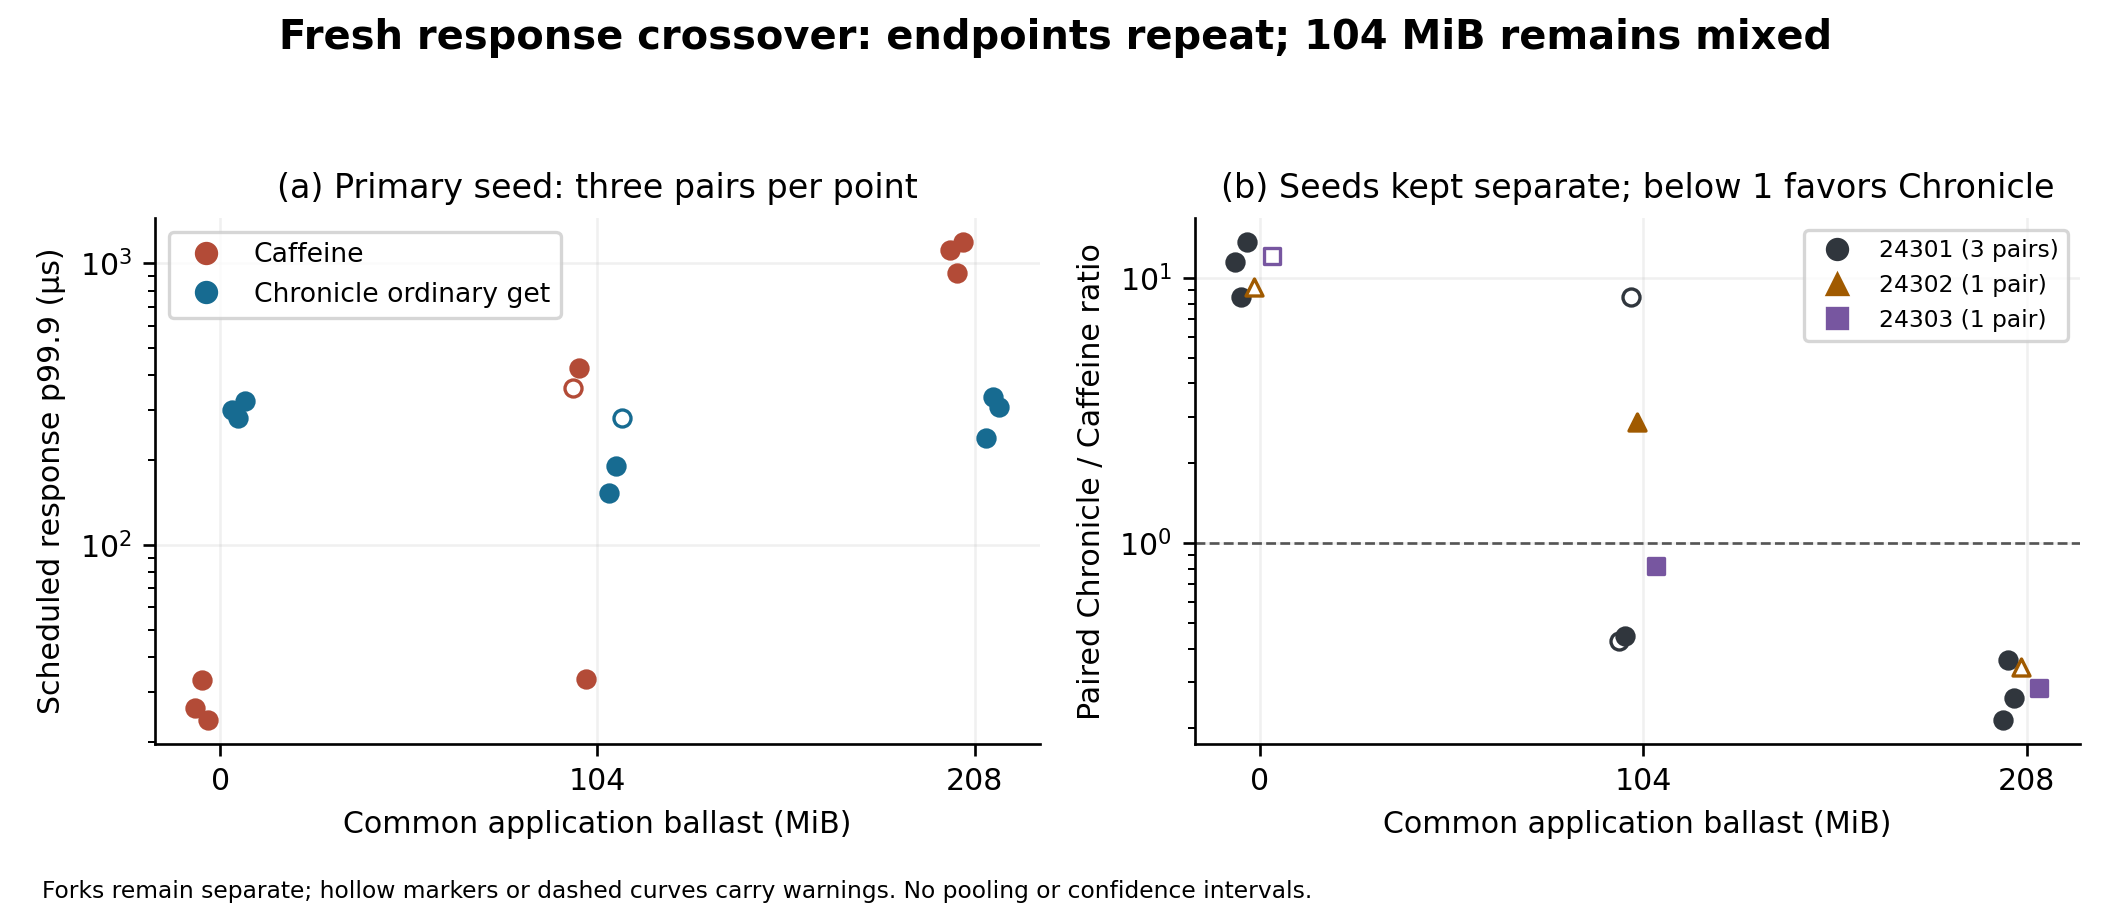 Fresh response crossover: endpoints repeat; 104 MiB remains mixed
(a) Primary seed: three pairs per point
Scheduled response p99.9 (µs)
10³
10²
Caffeine
Chronicle ordinary get
0
104
208
Common application ballast (MiB)
(b) Seeds kept separate; below 1 favors Chronicle
Paired Chronicle / Caffeine ratio
10¹
10⁰
24301 (3 pairs)
24302 (1 pair)
24303 (1 pair)
0
104
208
Common application ballast (MiB)
Forks remain separate; hollow markers or dashed curves carry warnings. No pooling or confidence intervals.